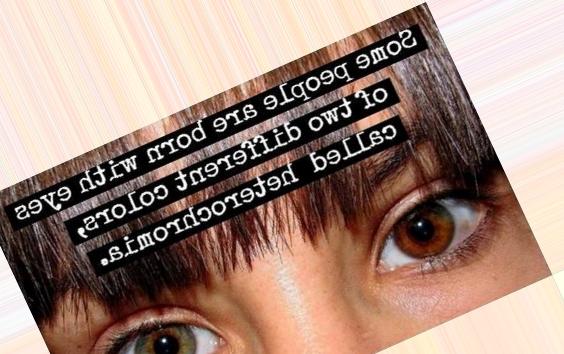 Some people are born with eyes
of two different colors,
called heterochromia.